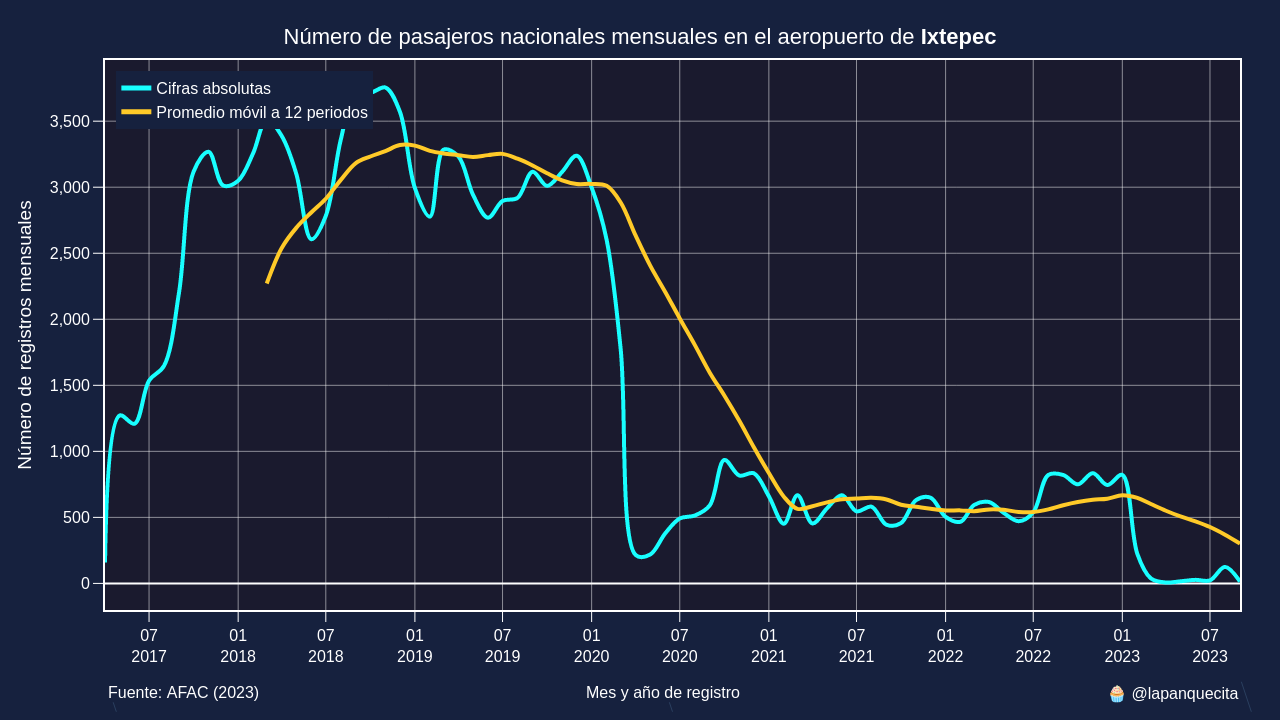 Número de pasajeros nacionales mensuales en el aeropuerto de Ixtepec
Cifras absolutas
Promedio móvil a 12 periodos
Número de registros mensuales
3,500
3,000
2,500
2,000
1,500
1,000
500
0
07 01 07 01 07 01 07 01 07 01 07 01 07
2017 2018 2018 2019 2019 2020 2020 2021 2021 2022 2022 2023 2023
Fuente: AFAC (2023) Mes y año de registro 🧁 @lapanquecita